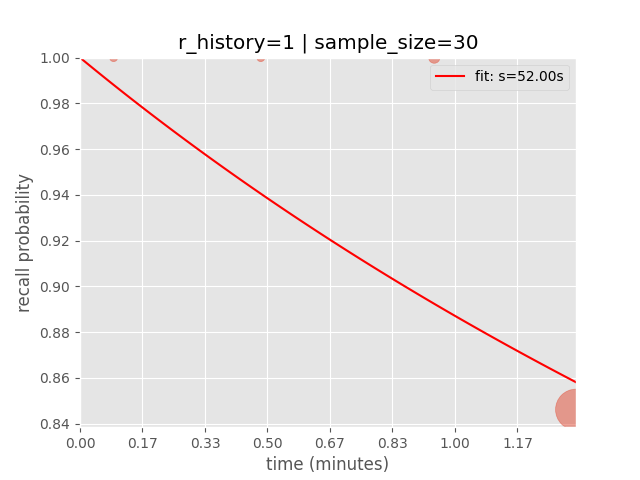 r_history=1 | sample_size=30
fit: s=52.00s
recall probability
1.00
0.98
0.96
0.94
0.92
0.90
0.88
0.86
0.84
0.00 0.17 0.33 0.50 0.67 0.83 1.00 1.17
time (minutes)